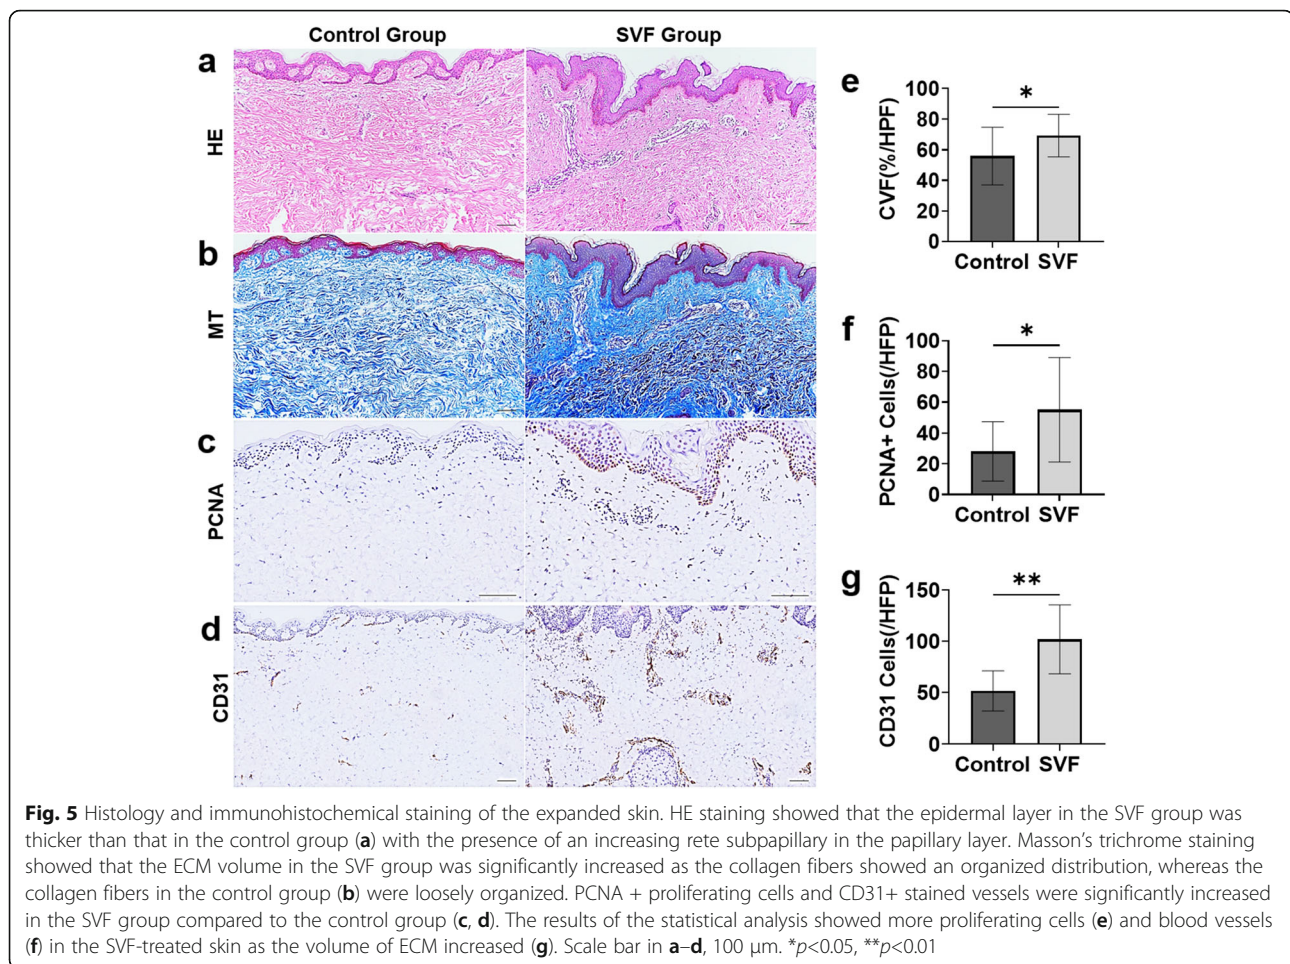 Control Group
SVF Group
a
HE
b
MT
c
PCNA
d
CD31
e
CVF(%/HPF)
100
80
60
40
20
0
*
Control SVF
f
PCNA+ Cells(/HFP)
100
80
60
40
20
0
*
Control SVF
g
CD31 Cells(/HFP)
150
100
50
0
**
Control SVF
Fig. 5 Histology and immunohistochemical staining of the expanded skin. HE staining showed that the epidermal layer in the SVF group was
thicker than that in the control group (a) with the presence of an increasing rete subpapillary in the papillary layer. Masson's trichrome staining
showed that the ECM volume in the SVF group was significantly increased as the collagen fibers showed an organized distribution, whereas the
collagen fibers in the control group (b) were loosely organized. PCNA + proliferating cells and CD31+ stained vessels were significantly increased
in the SVF group compared to the control group (c, d). The results of the statistical analysis showed more proliferating cells (e) and blood vessels
(f) in the SVF-treated skin as the volume of ECM increased (g). Scale bar in a–d, 100 μm. *p<0.05, **p<0.01